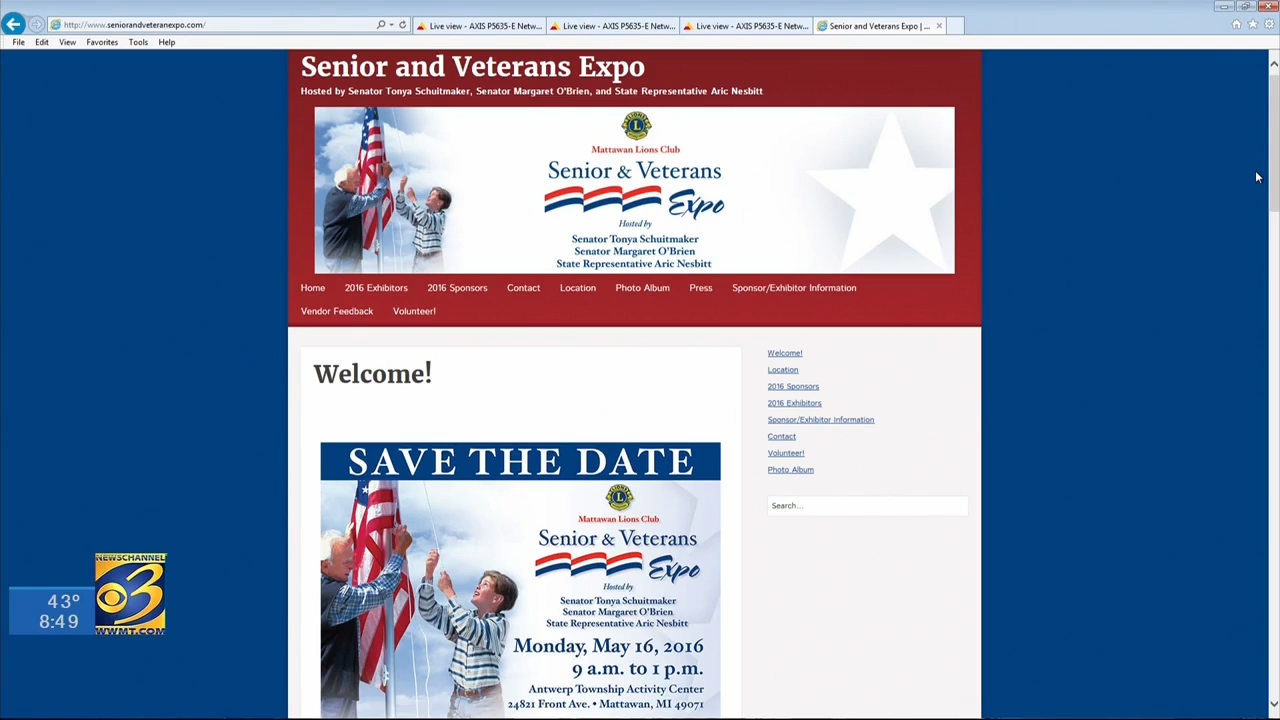 http://www.seniorandveteranexpo.com/
Live view - AXIS P5635-E Netw...
Live view - AXIS P5635-E Netw...
Live view - AXIS P5635-E Netw...
Senior and Veterans Expo | ...
File Edit View Favorites Tools Help
Senior and Veterans Expo
Hosted by Senator Tonya Schuitmaker, Senator Margaret O'Brien, and State Representative Aric Nesbitt
L
Mattawan Lions Club
Senior & Veterans
Expo
Hosted by
Senator Tonya Schuitmaker
Senator Margaret O'Brien
State Representative Aric Nesbitt
Home 2016 Exhibitors 2016 Sponsors Contact Location Photo Album Press Sponsor/Exhibitor Information
Vendor Feedback Volunteer!
Welcome!
SAVE THE DATE
L
Mattawan Lions Club
Senior & Veterans
Expo
Hosted by
Senator Tonya Schuitmaker
Senator Margaret O'Brien
State Representative Aric Nesbitt
Monday, May 16, 2016
9 a.m. to 1 p.m.
Antwerp Township Activity Center
24821 Front Ave. • Mattawan, MI 49071
Welcome!
Location
2016 Sponsors
2016 Exhibitors
Sponsor/Exhibitor Information
Contact
Volunteer!
Photo Album
Search...
43°
8:49
NEWSCHANNEL
3
WWMT.COM